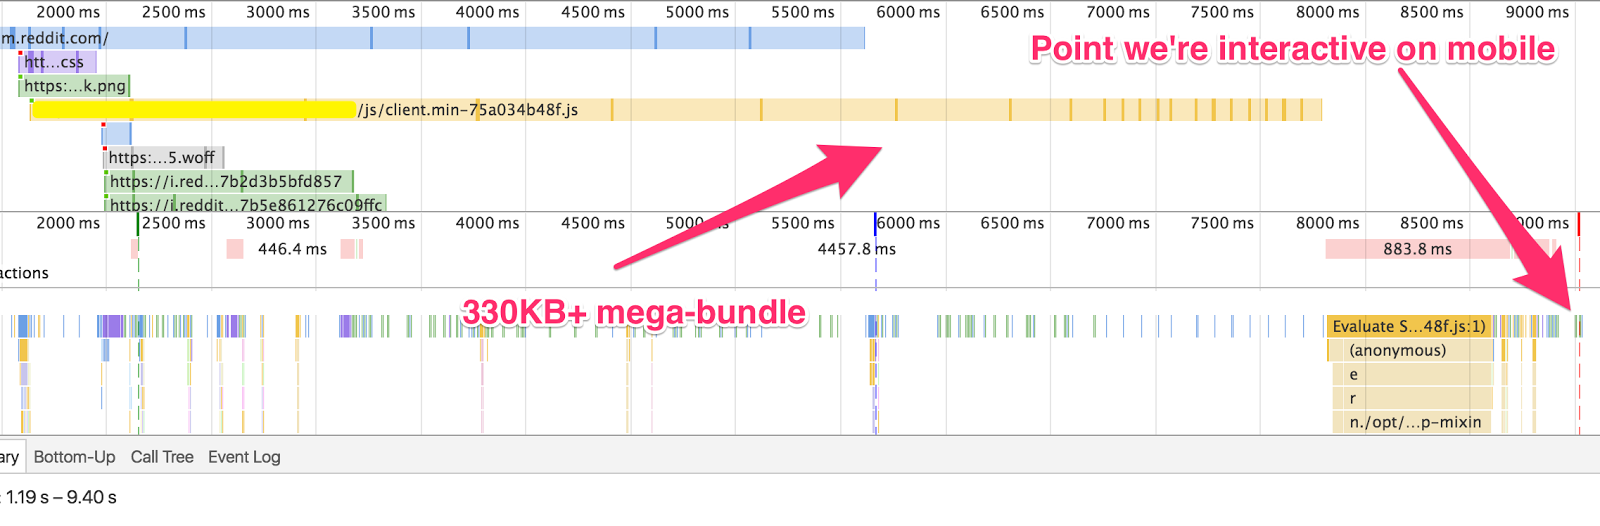 2000 ms 2500 ms 3000 ms 3500 ms 4000 ms 4500 ms 5000 ms 5500 ms 6000 ms 6500 ms 7000 ms 7500 ms 8000 ms 8500 ms 9000 ms
m.reddit.com/
Point we're interactive on mobile
htt...css
https:...k.png
/js/client.min-75a034b48f.js
https:...5.woff
https://i.red...7b2d3b5bfd857
https://i.reddit...7b5e861276c09ffc
2000 ms 2500 ms 3000 ms 3500 ms 4000 ms 4500 ms 5000 ms 5500 ms 6000 ms 6500 ms 7000 ms 7500 ms 8000 ms 8500 ms 000 ms
446.4 ms 4457.8 ms 883.8 ms
actions
330KB+ mega-bundle
Evaluate S...48f.js:1)
(anonymous)
e
r
n./opt/...p-mixin
ary Bottom-Up Call Tree Event Log
: 1.19 s – 9.40 s